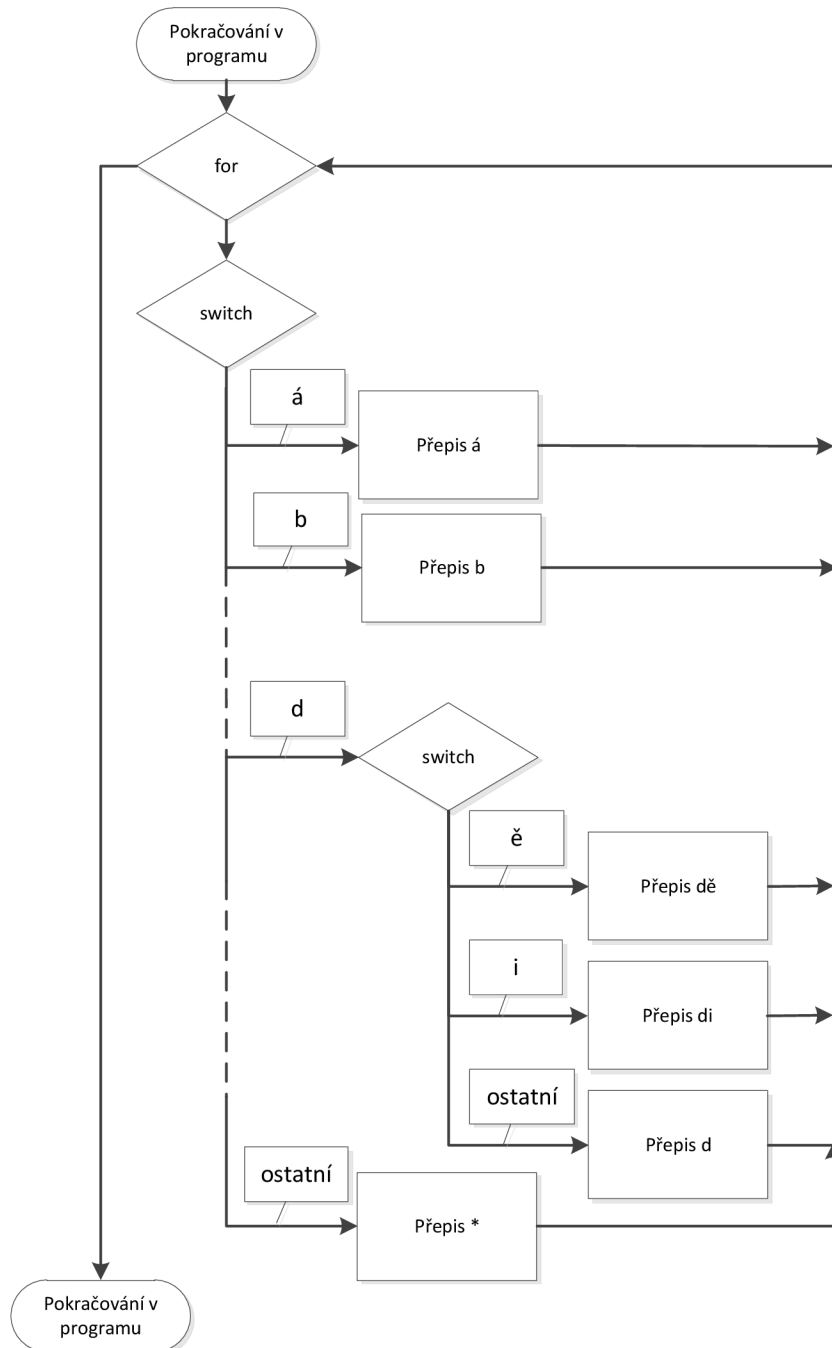 Pokračování v
programu
for
switch
á
Přepis á
b
Přepis b
d
switch
ě
Přepis dě
i
Přepis di
ostatní
Přepis d
ostatní
Přepis *
Pokračování v
programu